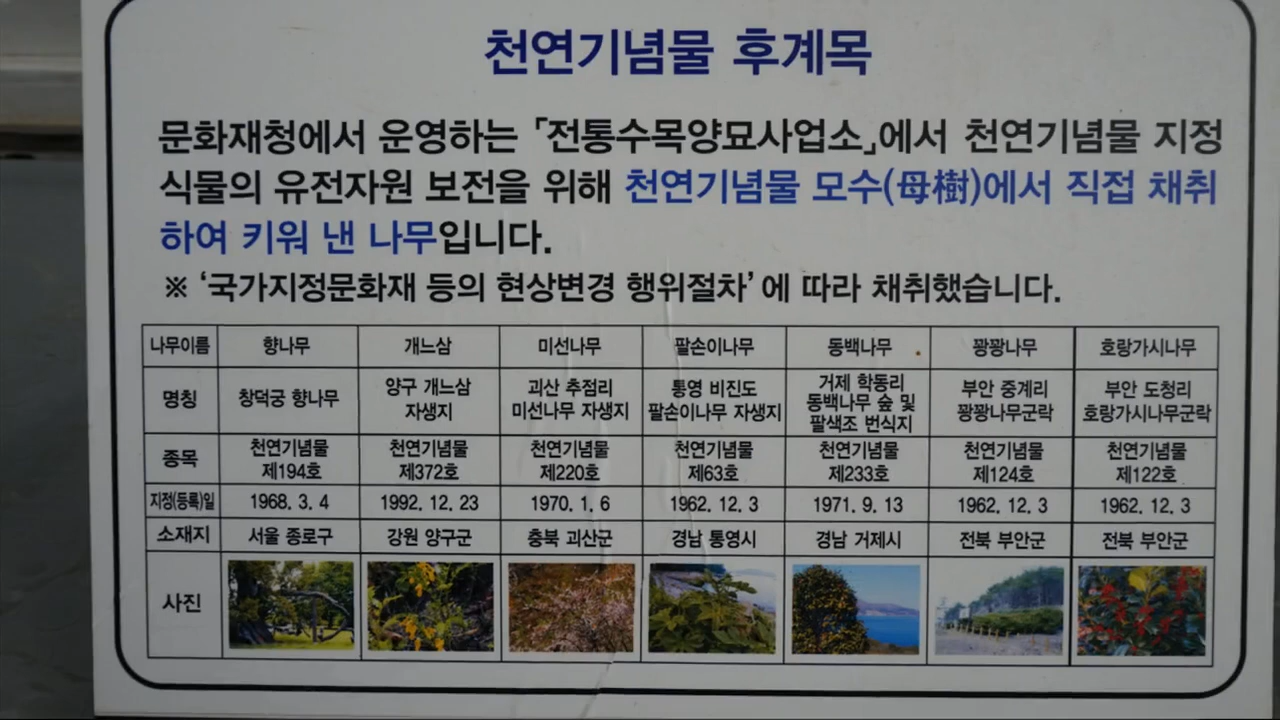 천연기념물 후계목
문화재청에서 운영하는 「전통수목양묘사업소」에서 천연기념물 지정
식물의 유전자원 보전을 위해 천연기념물 모수(母樹)에서 직접 채취
하여 키워 낸 나무입니다.
※ ‘국가지정문화재 등의 현상변경 행위절차’에 따라 채취했습니다.
나무이름 향나무 개느삼 미선나무 팔손이나무 동백나무 꽝꽝나무 호랑가시나무
명칭 창덕궁 향나무 양구 개느삼 자생지 괴산 추점리 미선나무 자생지 통영 비진도 팔손이나무 자생지 거제 학동리 동백나무 숲 및 팔색조 번식지 부안 중계리 꽝꽝나무군락 부안 도청리 호랑가시나무군락
종목 천연기념물 제194호 천연기념물 제372호 천연기념물 제220호 천연기념물 제63호 천연기념물 제233호 천연기념물 제124호 천연기념물 제122호
지정(등록)일 1968. 3. 4 1992. 12. 23 1970. 1. 6 1962. 12. 3 1971. 9. 13 1962. 12. 3 1962. 12. 3
소재지 서울 종로구 강원 양구군 충북 괴산군 경남 통영시 경남 거제시 전북 부안군 전북 부안군
사진